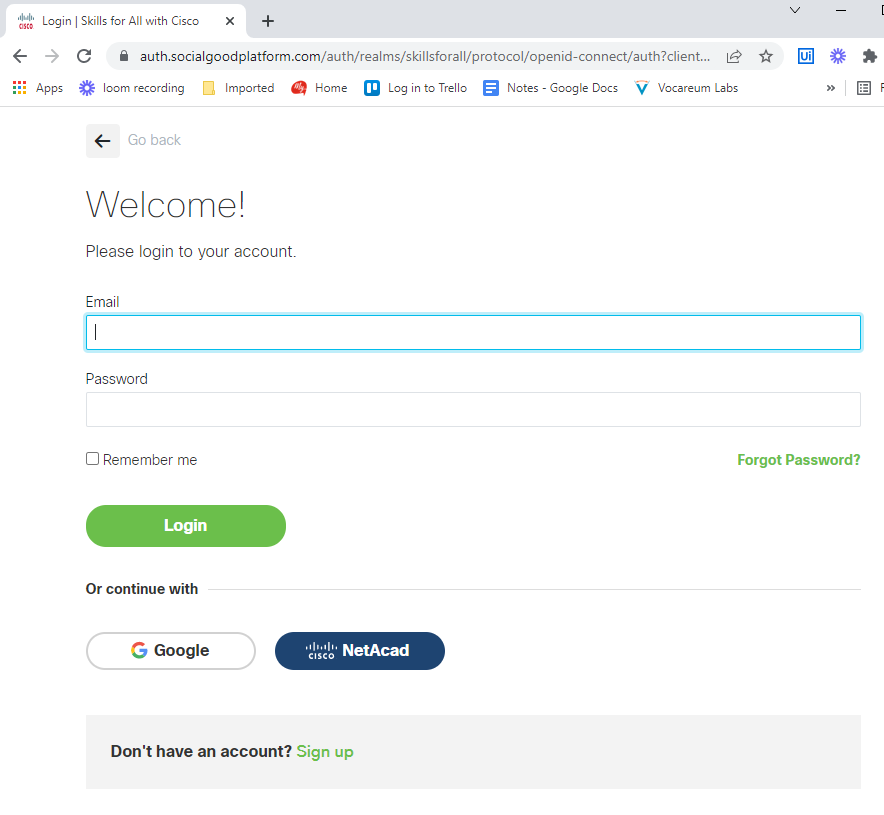 Login | Skills for All with Cisco
auth.socialgoodplatform.com/auth/realms/skillsforall/protocol/openid-connect/auth?client...
Ui
Apps loom recording Imported Home Log in to Trello Notes - Google Docs Vocareum Labs »
Go back
Welcome!
Please login to your account.
Email
Password
Remember me Forgot Password?
Login
Or continue with
Google CISCO NetAcad
Don't have an account? Sign up